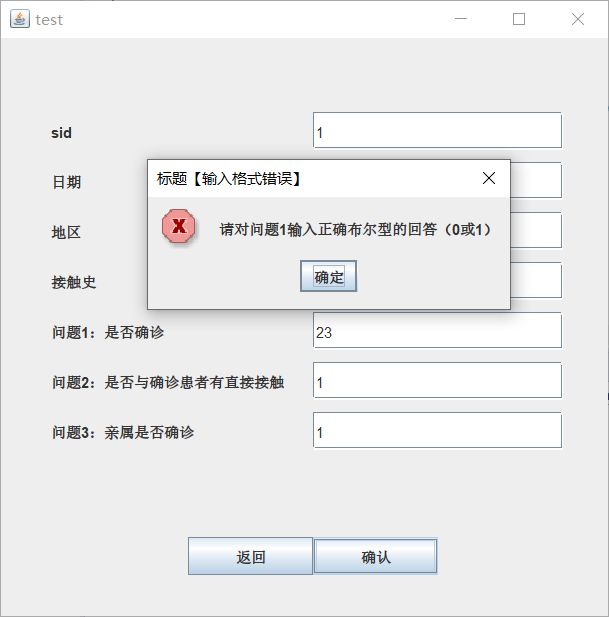 test
sid
1
标题【输入格式错误】
日期
请对问题1输入正确布尔型的回答（0或1）
地区
确定
接触史
问题1：是否确诊
23
问题2：是否与确诊患者有直接接触
1
问题3：亲属是否确诊
1
返回
确认